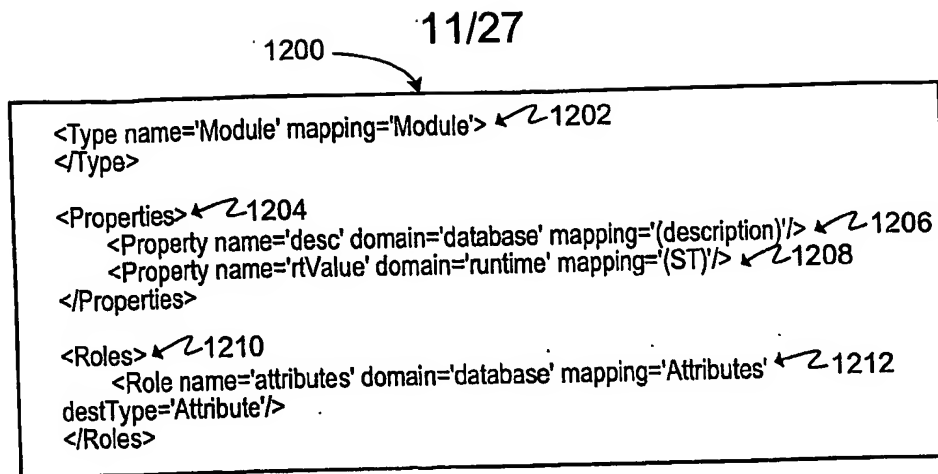 11/27
1200
<Type name='Module' mapping='Module'> 1202
</Type>
<Properties> 1204
<Property name='desc' domain='database' mapping='(description)'/> 1206
<Property name='rtValue' domain='runtime' mapping='(ST)'/> 1208
</Properties>
<Roles> 1210
<Role name='attributes' domain='database' mapping='Attributes' 1212
destType='Attribute'/>
</Roles>